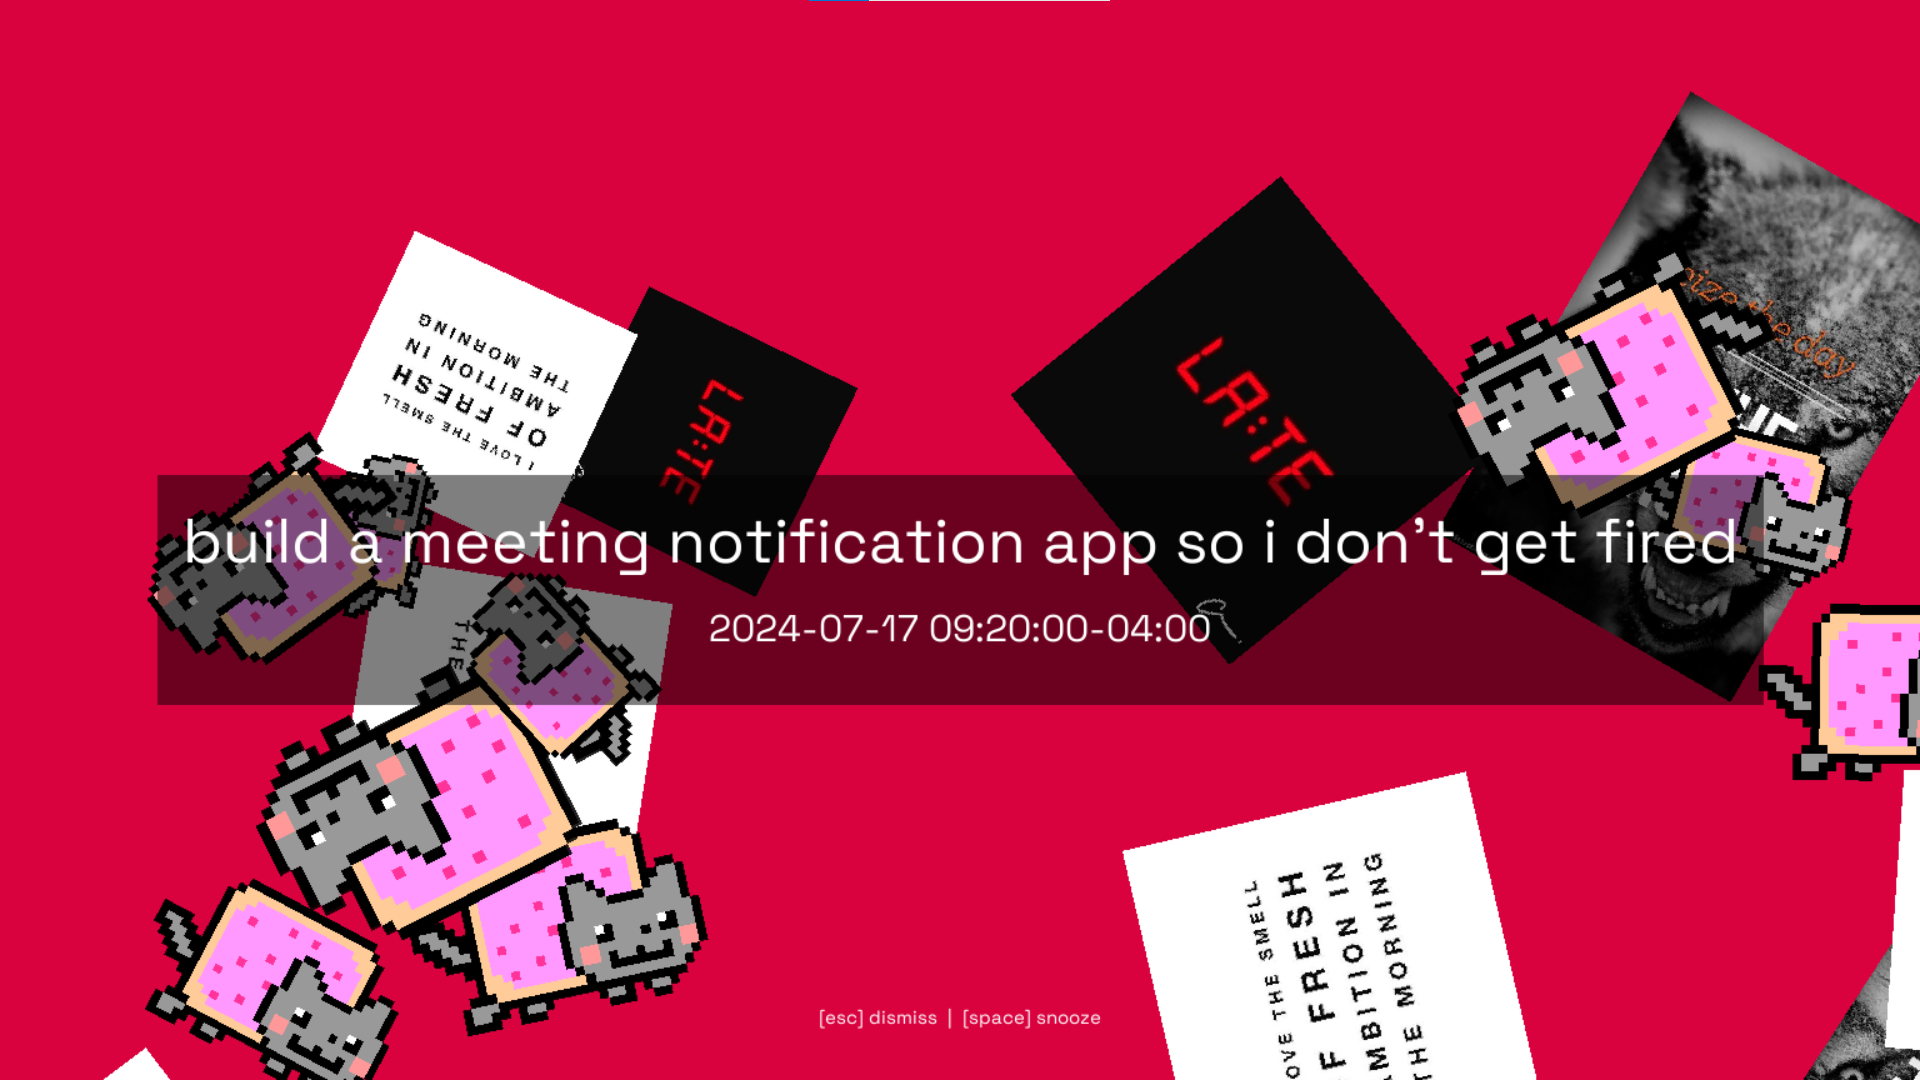 I LOVE THE SMELL
OF FRESH
AMBITION IN
THE MORNING
LA:TE
LA:TE
ize the day
build a meeting notification app so i don't get fired
2024-07-17 09:20:00-04:00
THE
OVE THE SMELL
F FRESH
AMBITION IN
THE MORNING
[esc] dismiss | [space] snooze